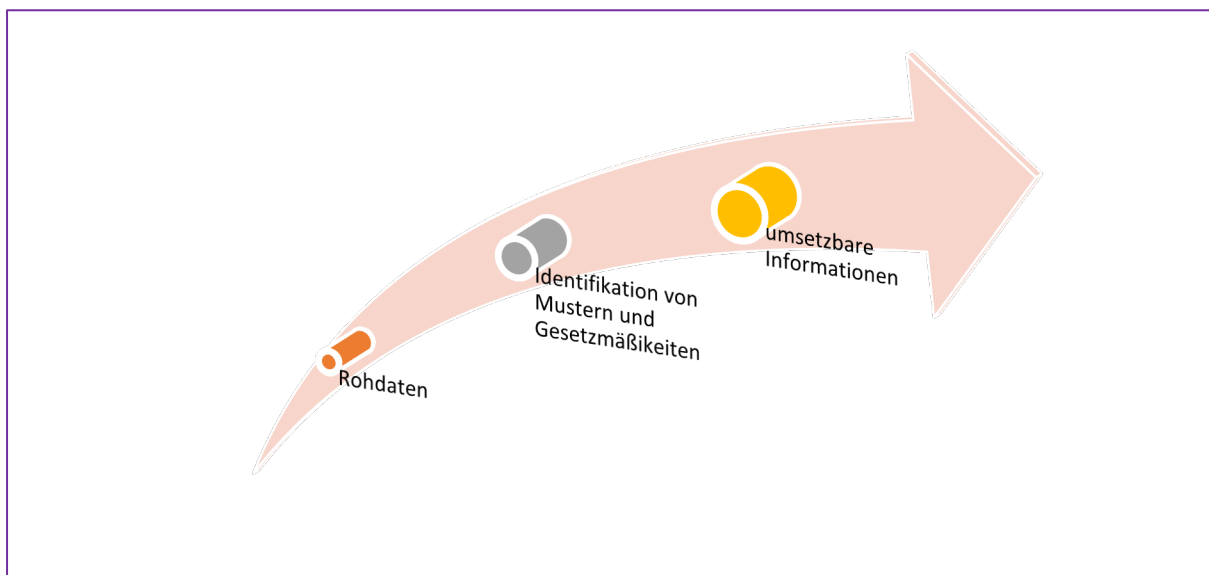 Rohdaten
Identifikation von
Mustern und
Gesetzmäßikeiten
umsetzbare
Informationen